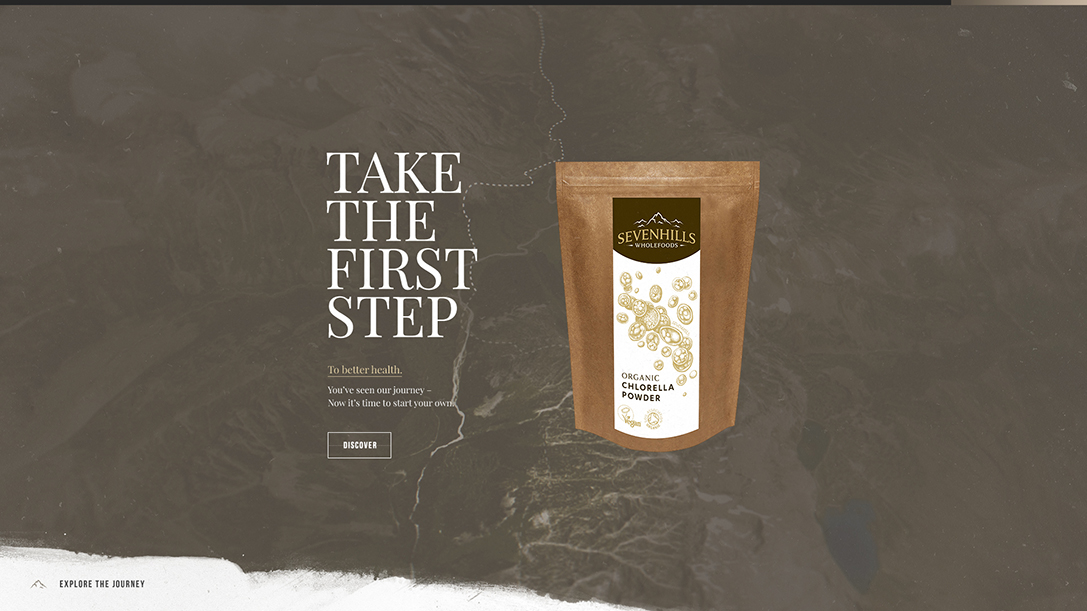 TAKE
THE
FIRST
STEP
To better health.
You've seen our journey –
Now it's time to start your own.
DISCOVER
SEVENHILLS
WHOLEFOODS
ORGANIC
CHLORELLA
POWDER
Vegan
EXPLORE THE JOURNEY